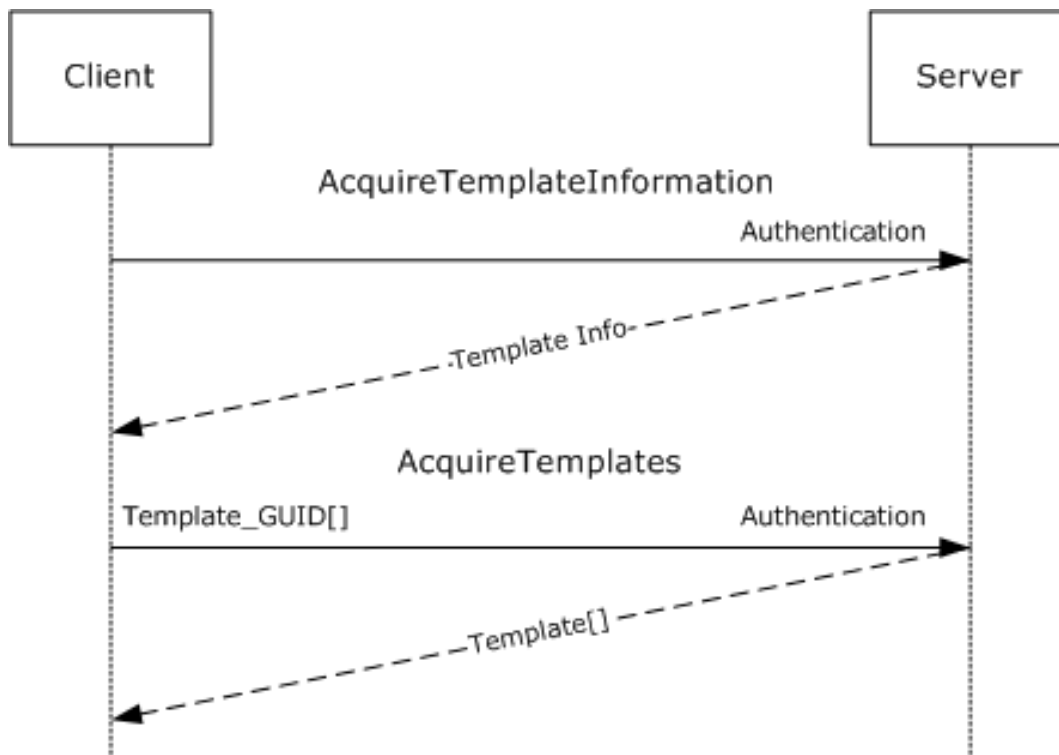 Client
Server
AcquireTemplateInformation
Authentication
Template Info
AcquireTemplates
Template_GUID[]
Authentication
Template[]